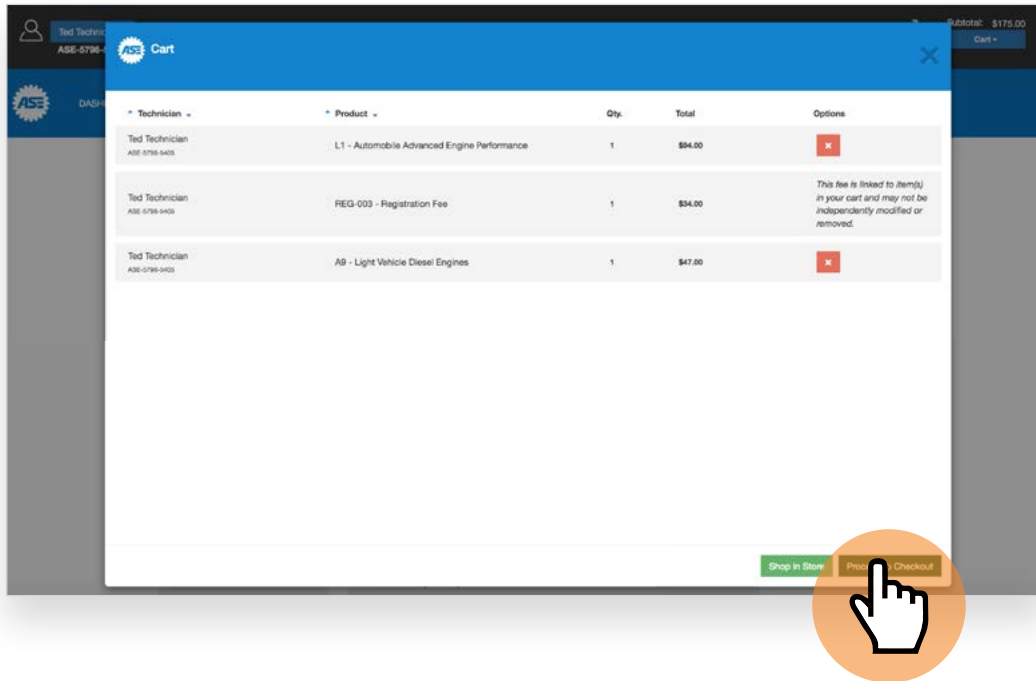 Ted Technic
ASE-5796-
Subtotal: $175.00
Cart
ASE
DASH
ASE Cart
Technician
Product
Qty.
Total
Options
Ted Technician
ASE-5796-5405
L1 - Automobile Advanced Engine Performance
1
$94.00
Ted Technician
ASE-5796-5405
REG-003 - Registration Fee
1
$34.00
This fee is linked to item(s)
in your cart and may not be
independently modified or
removed.
Ted Technician
ASE-5796-5405
A9 - Light Vehicle Diesel Engines
1
$47.00
Shop in Store
Checkout